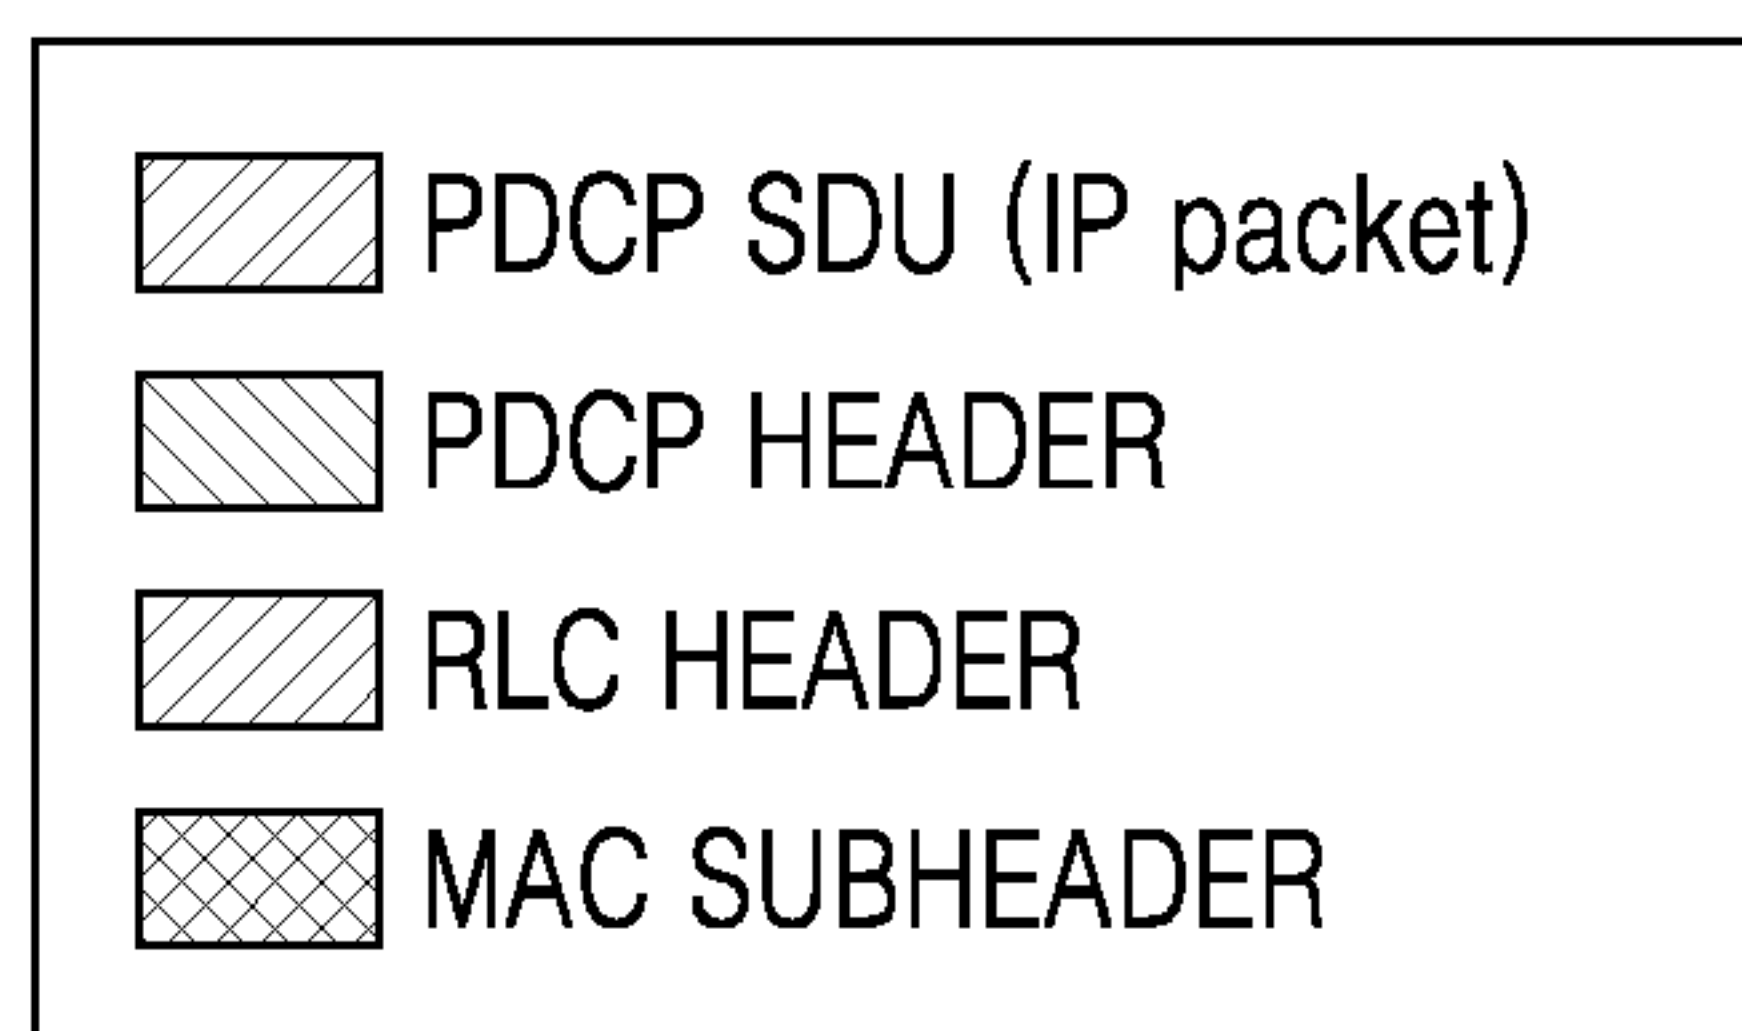 PDCP SDU (IP packet)
PDCP HEADER
RLC HEADER
MAC SUBHEADER